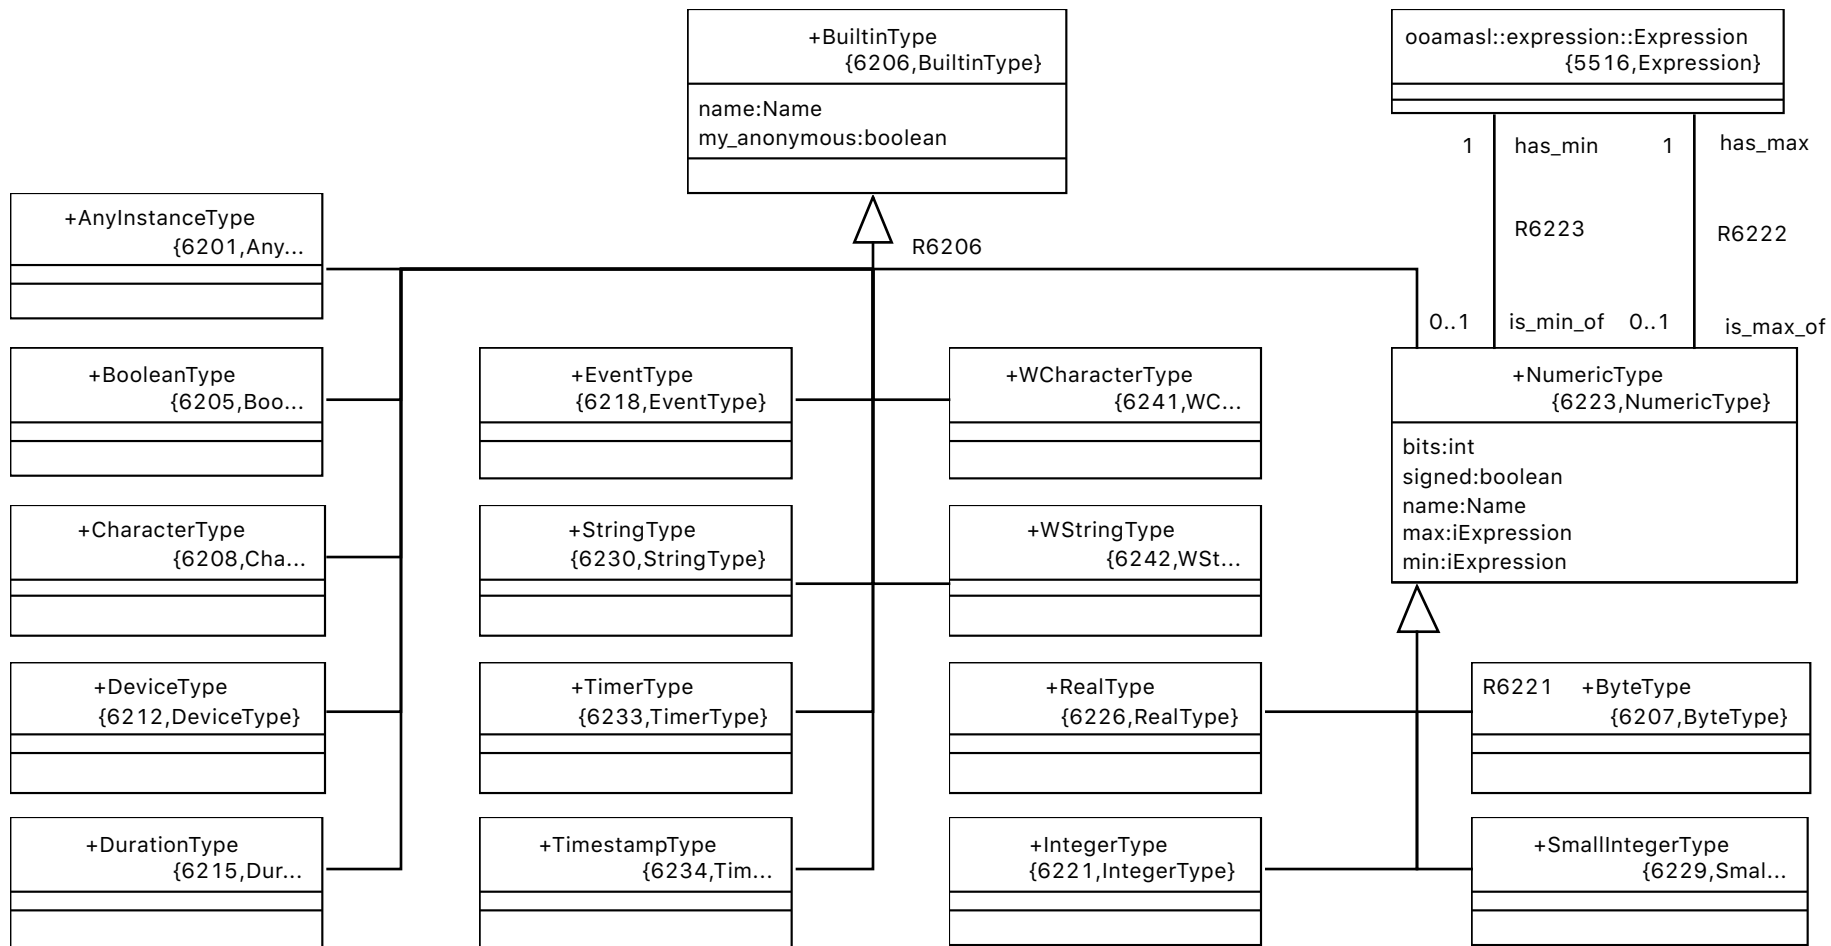 +BuiltinType
{6206,BuiltinType}
name:Name
my_anonymous:boolean
ooamasl::expression::Expression
{5516,Expression}
1
has_min
1
has_max
R6223
R6222
0..1
is_min_of
0..1
is_max_of
+AnyInstanceType
{6201,Any...
R6206
+BooleanType
{6205,Boo...
+EventType
{6218,EventType}
+WCharacterType
{6241,WC...
+NumericType
{6223,NumericType}
bits:int
signed:boolean
name:Name
max:iExpression
min:iExpression
+CharacterType
{6208,Cha...
+StringType
{6230,StringType}
+WStringType
{6242,WSt...
+DeviceType
{6212,DeviceType}
+TimerType
{6233,TimerType}
+RealType
{6226,RealType}
R6221
+ByteType
{6207,ByteType}
+DurationType
{6215,Dur...
+TimestampType
{6234,Tim...
+IntegerType
{6221,IntegerType}
+SmallIntegerType
{6229,Smal...